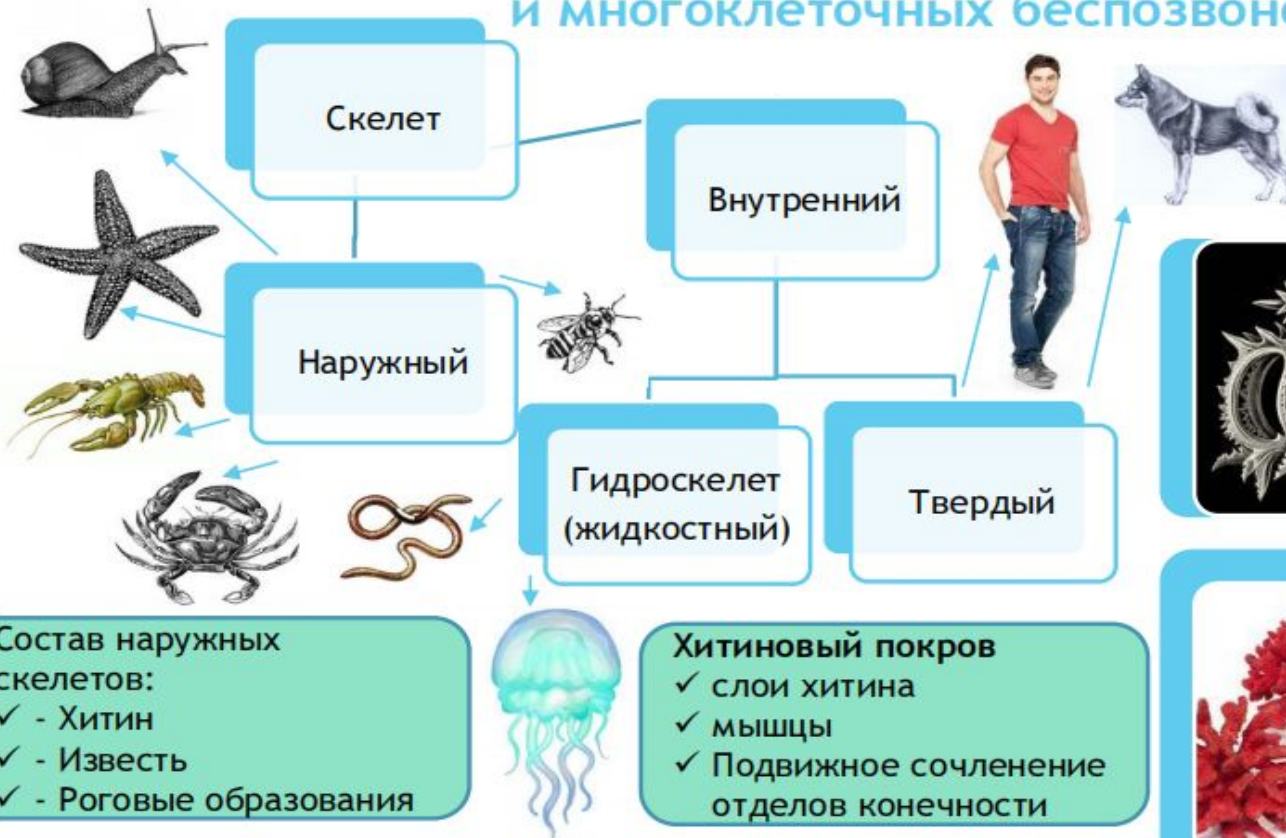 и многоклеточных
Скелет
Внутренний
Наружный
Гидроскелет
(жидкостный)
Твердый
Состав наружных
скелетов:
✓ - Хитин
✓ - Известь
✓ - Роговые образования
Хитиновый покров
✓ слои хитина
✓ мышцы
✓ Подвижное сочленение
отделов конечности